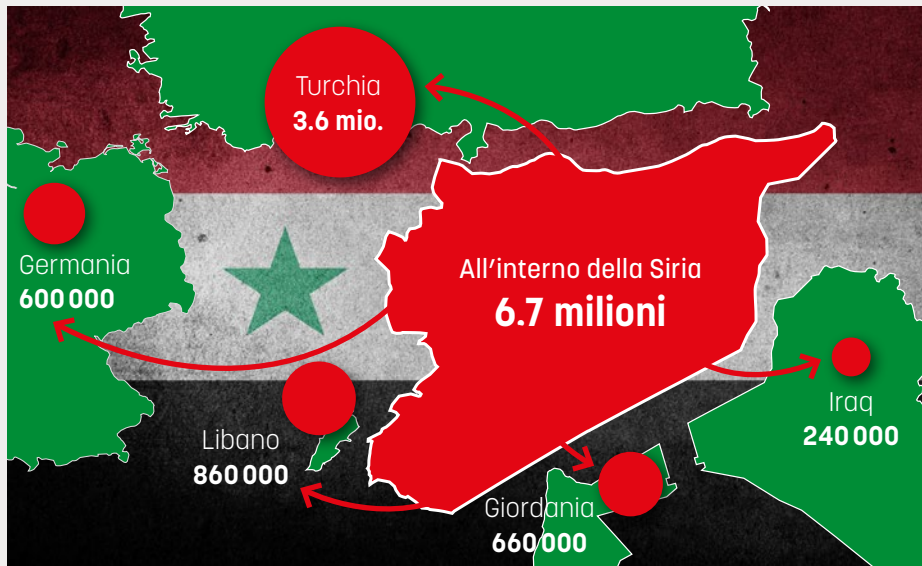 Turchia
3.6 mio.
Germania
600 000
All’interno della Siria
6.7 milioni
Iraq
240 000
Libano
860 000
Giordania
660 000